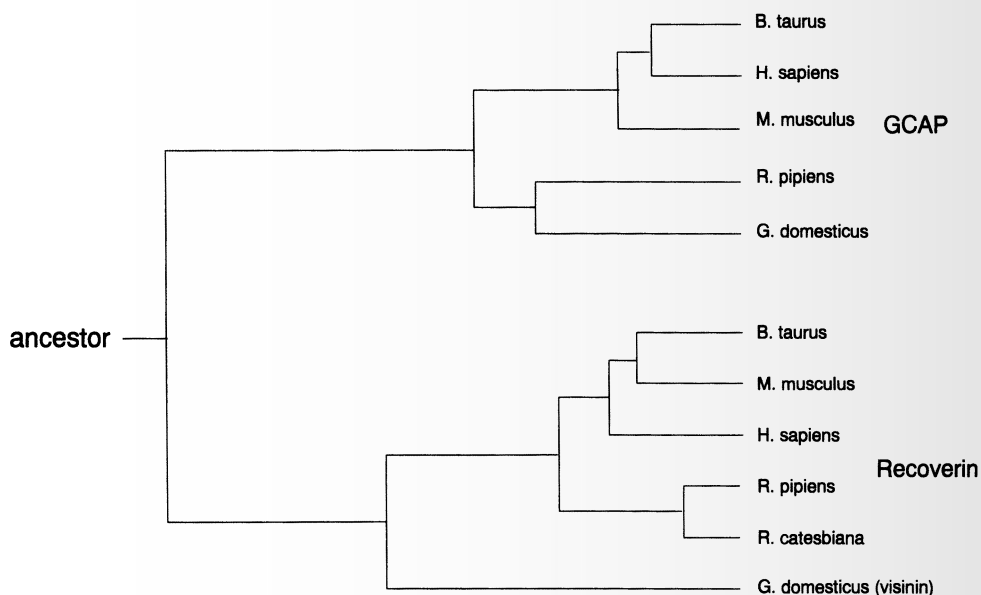 B. taurus
H. sapiens
M. musculus
GCAP
R. pipiens
G. domesticus
ancestor
B. taurus
M. musculus
H. sapiens
Recoverin
R. pipiens
R. catesbiana
G. domesticus (visinin)